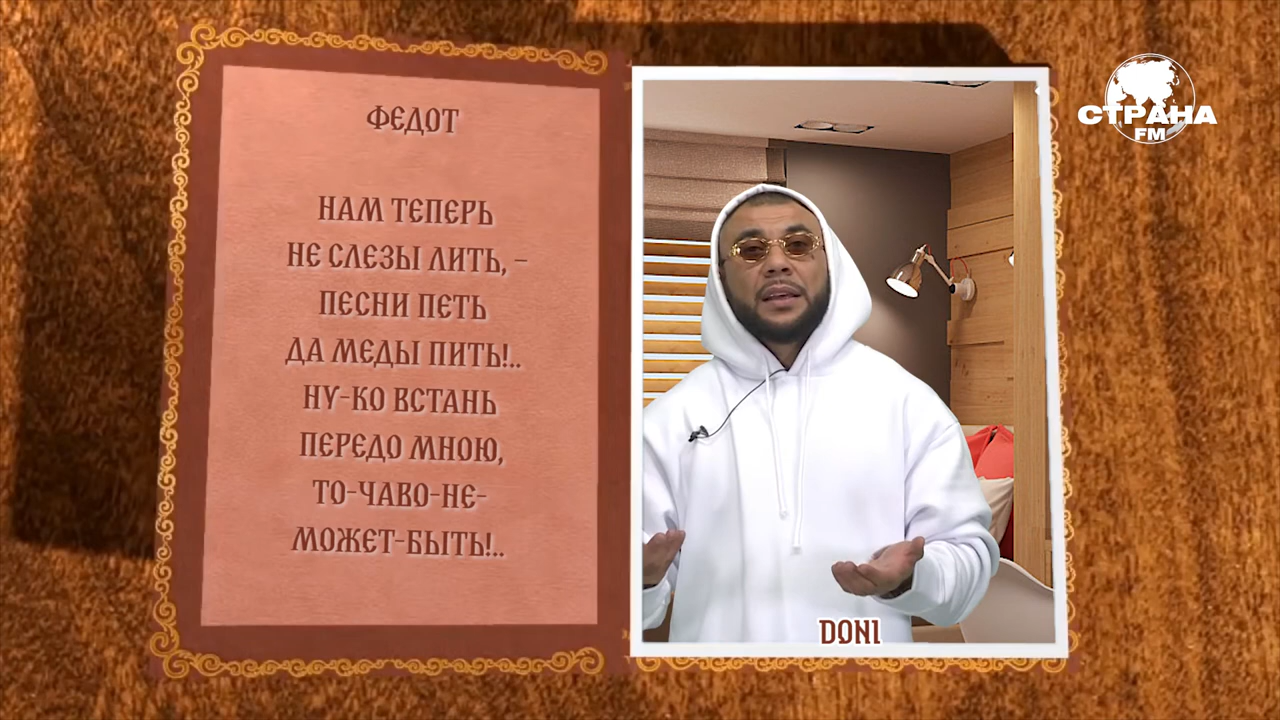 ФЕДОТ
НАМ ТЕПЕРЬ
НЕ СЛЕЗЫ ЛИТЬ, –
ПЕСНИ ПЕТЬ
ДА МЕДЫ ПИТЬ!..
НУ-КО ВСТАНЬ
ПЕРЕДО МНОЮ,
ТО-ЧАВО-НЕ-
МОЖЕТ-БЫТЬ!..
DONI
СТРАНА
FM